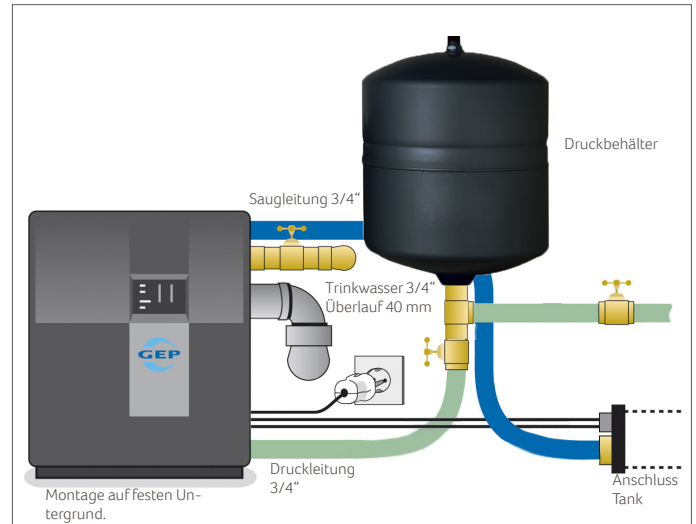 Druckbehälter
Saugleitung 3/4“
Trinkwasser 3/4“
Überlauf 40 mm
GEP
Druckleitung
3/4“
Anschluss
Tank
Montage auf festen Un-
tergrund.